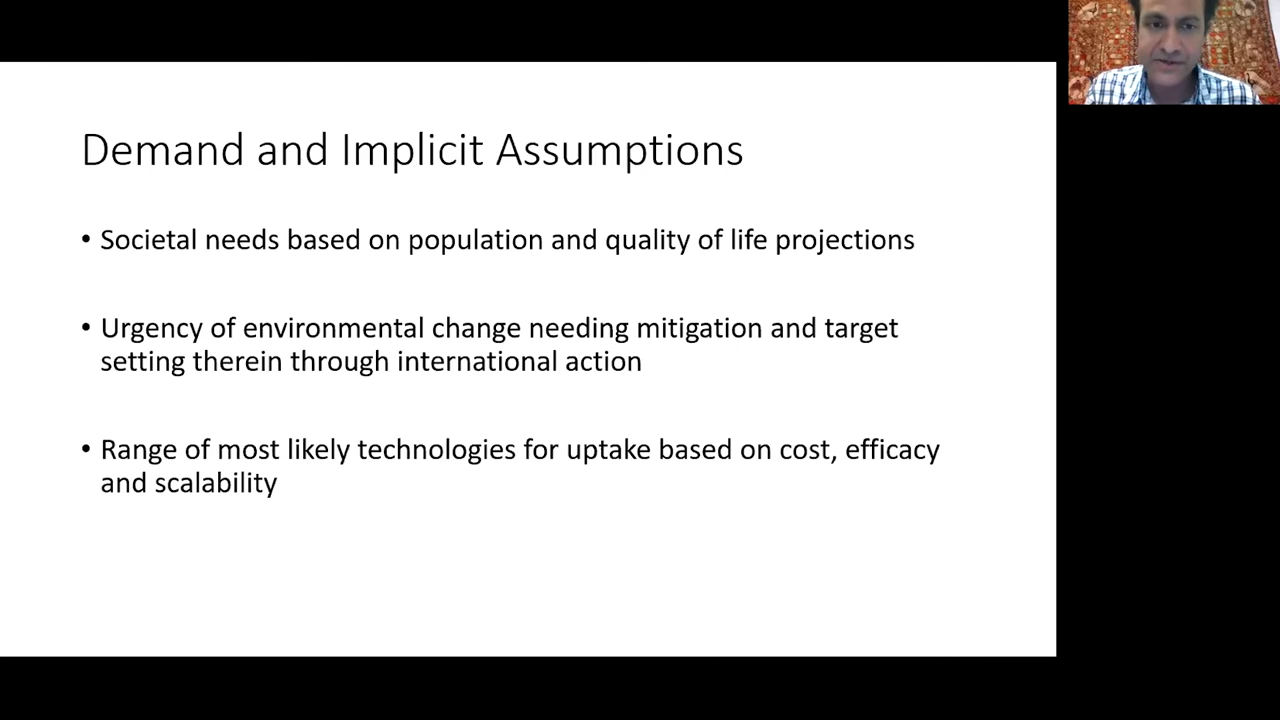 Demand and Implicit Assumptions
• Societal needs based on population and quality of life projections
• Urgency of environmental change needing mitigation and target
setting therein through international action
• Range of most likely technologies for uptake based on cost, efficacy
and scalability